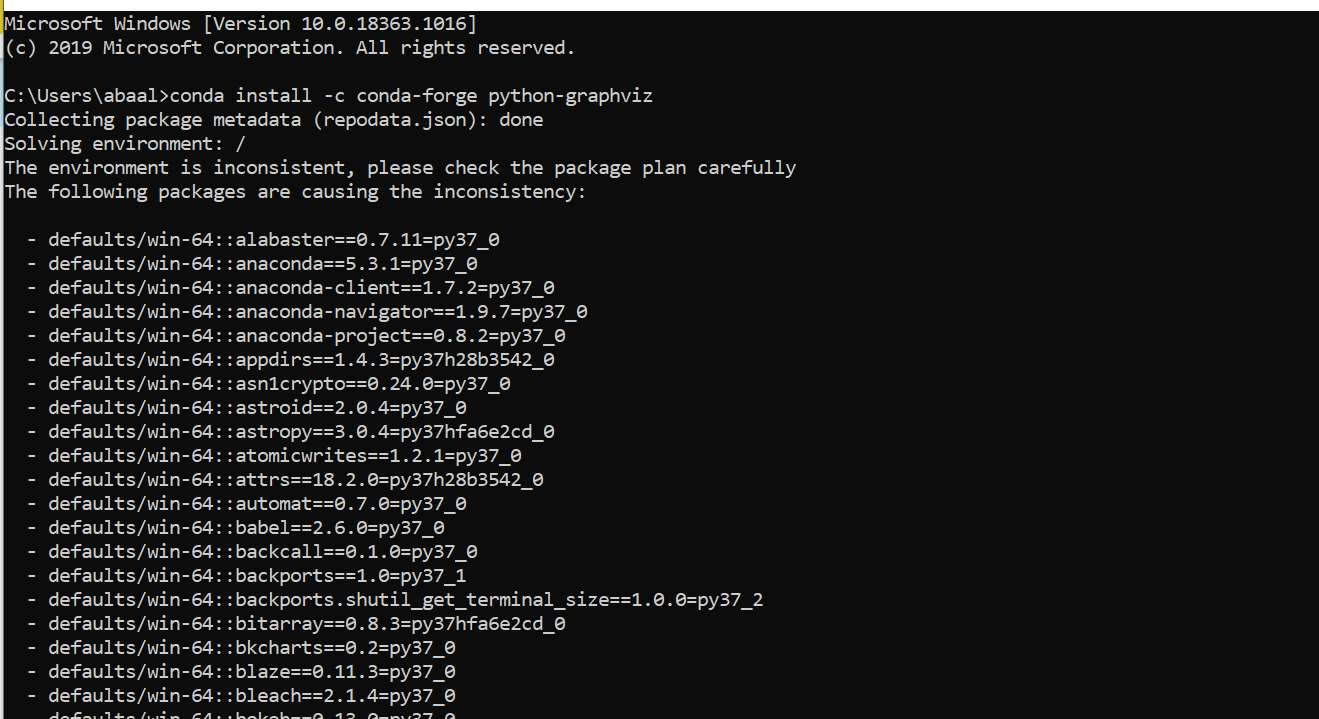 Microsoft Windows [Version 10.0.18363.1016]
(c) 2019 Microsoft Corporation. All rights reserved.
C:\Users\abaal>conda install -c conda-forge python-graphviz
Collecting package metadata (repodata.json): done
Solving environment: /
The environment is inconsistent, please check the package plan carefully
The following packages are causing the inconsistency:
- defaults/win-64::alabaster==0.7.11=py37_0
- defaults/win-64::anaconda==5.3.1=py37_0
- defaults/win-64::anaconda-client==1.7.2=py37_0
- defaults/win-64::anaconda-navigator==1.9.7=py37_0
- defaults/win-64::anaconda-project==0.8.2=py37_0
- defaults/win-64::appdirs==1.4.3=py37h28b3542_0
- defaults/win-64::asn1crypto==0.24.0=py37_0
- defaults/win-64::astroid==2.0.4=py37_0
- defaults/win-64::astropy==3.0.4=py37hfa6e2cd_0
- defaults/win-64::atomicwrites==1.2.1=py37_0
- defaults/win-64::attrs==18.2.0=py37h28b3542_0
- defaults/win-64::automat==0.7.0=py37_0
- defaults/win-64::babel==2.6.0=py37_0
- defaults/win-64::backcall==0.1.0=py37_0
- defaults/win-64::backports==1.0=py37_1
- defaults/win-64::backports.shutil_get_terminal_size==1.0.0=py37_2
- defaults/win-64::bitarray==0.8.3=py37hfa6e2cd_0
- defaults/win-64::bkcharts==0.2=py37_0
- defaults/win-64::blaze==0.11.3=py37_0
- defaults/win-64::bleach==2.1.4=py37_0
- defaults/win-64::bokeh==0.13.0=py37_0